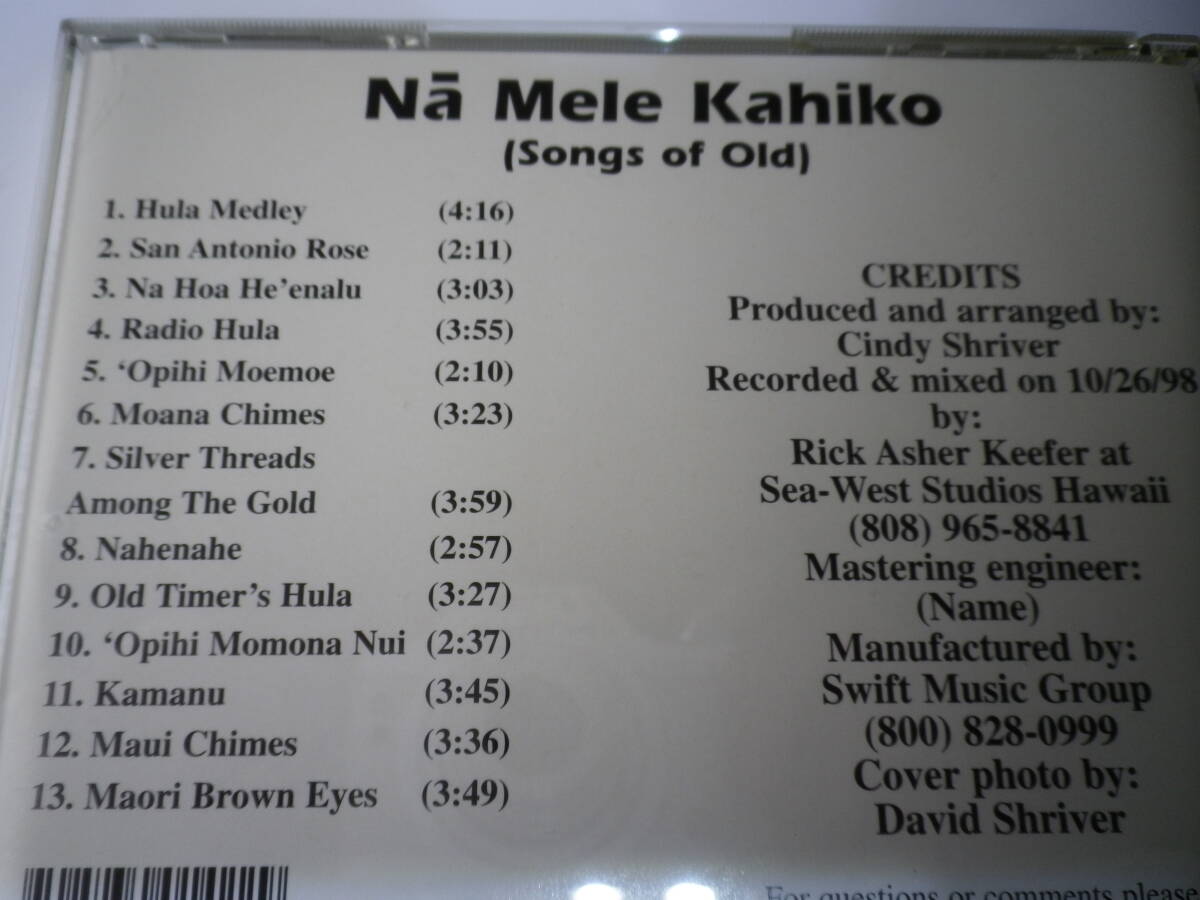 Nā Mele Kahiko
(Songs of Old)
1. Hula Medley (4:16)
2. San Antonio Rose (2:11)
3. Na Hoa He’enalu (3:03)
4. Radio Hula (3:55)
5. ‘Opihi Moemoe (2:10)
6. Moana Chimes (3:23)
7. Silver Threads
Among The Gold (3:59)
8. Nahenahe (2:57)
9. Old Timer’s Hula (3:27)
10. ‘Opihi Momona Nui (2:37)
11. Kamanu (3:45)
12. Maui Chimes (3:36)
13. Maori Brown Eyes (3:49)
CREDITS
Produced and arranged by:
Cindy Shriver
Recorded & mixed on 10/26/98
by:
Rick Asher Keefer at
Sea-West Studios Hawaii
(808) 965-8841
Mastering engineer:
(Name)
Manufactured by:
Swift Music Group
(800) 828-0999
Cover photo by:
David Shriver
For questions or comments please